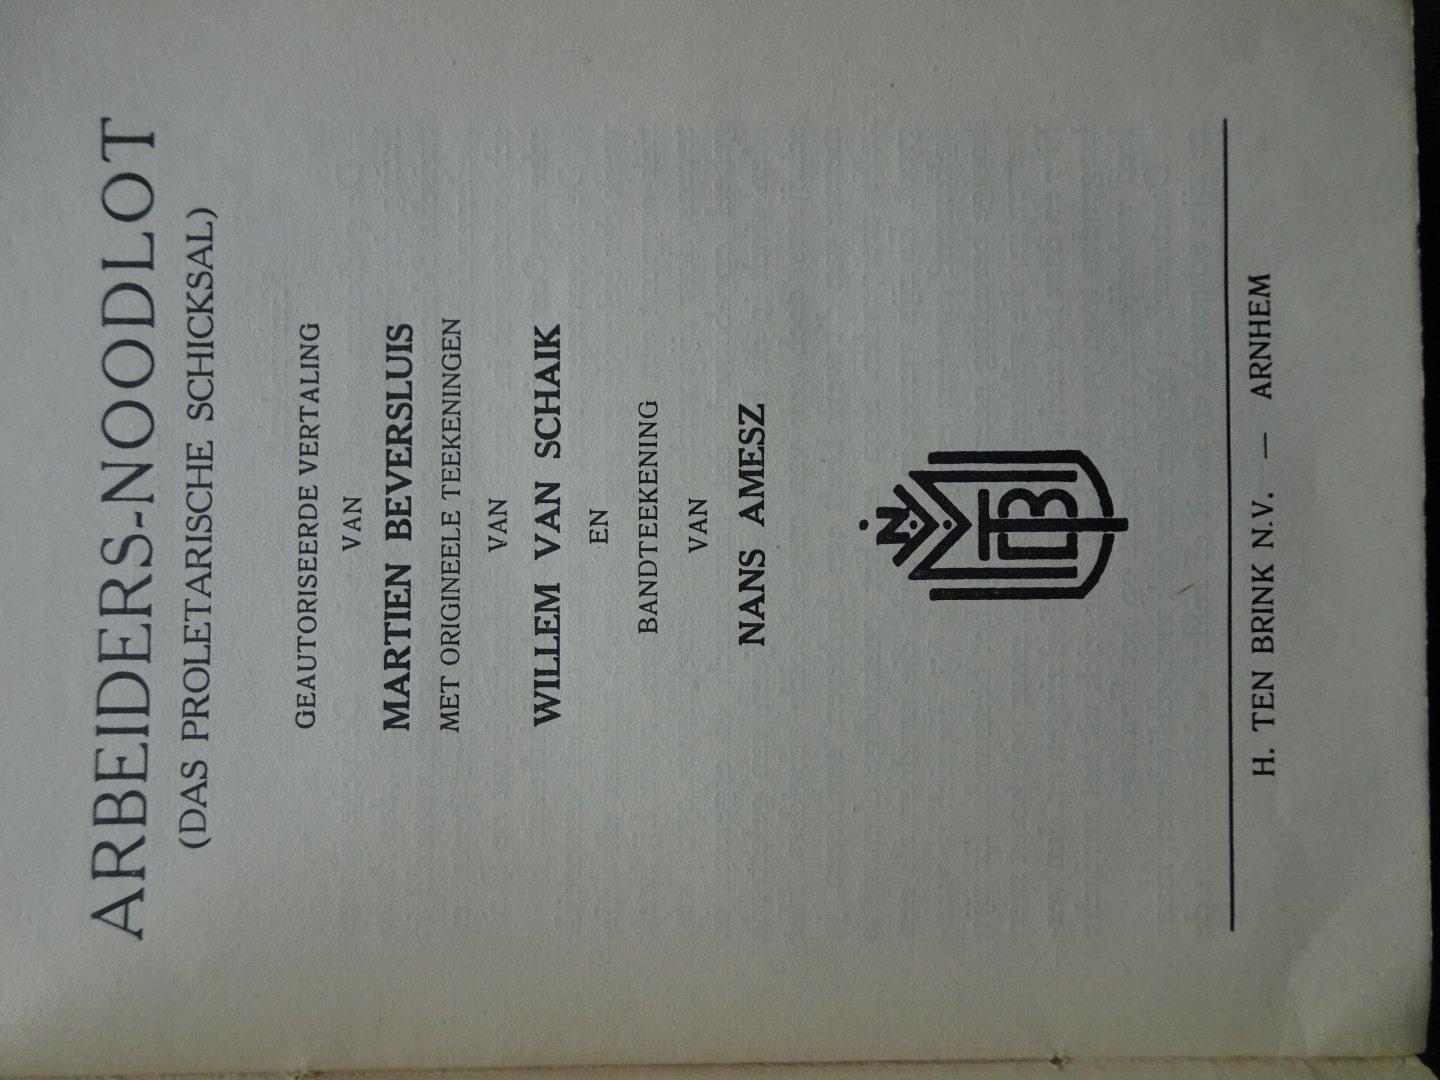 ARBEIDERS-NOODLOT
(DAS PROLETARISCHE SCHICKSAL)
GEAUTORISEERDE VERTALING
VAN
MARTIEN BEVERSLUIS
MET ORIGINEELE TEEKENINGEN
VAN
WILLEM VAN SCHAIK
EN
BANDTEEKENING
VAN
NANS AMESZ
H. TEN BRINK N.V. — ARNHEM